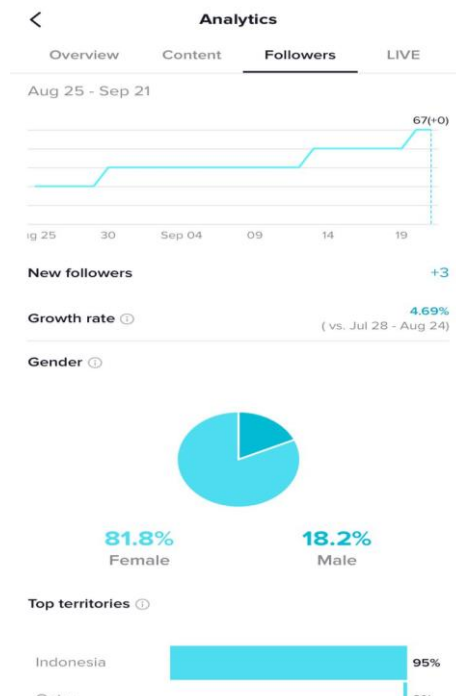 Analytics
Overview Content Followers LIVE
Aug 25 - Sep 21
67(+0)
ig 25 30 Sep 04 09 14 19
New followers +3
Growth rate 4.69%
( vs. Jul 28 - Aug 24)
Gender
81.8% 18.2%
Female Male
Top territories
Indonesia 95%